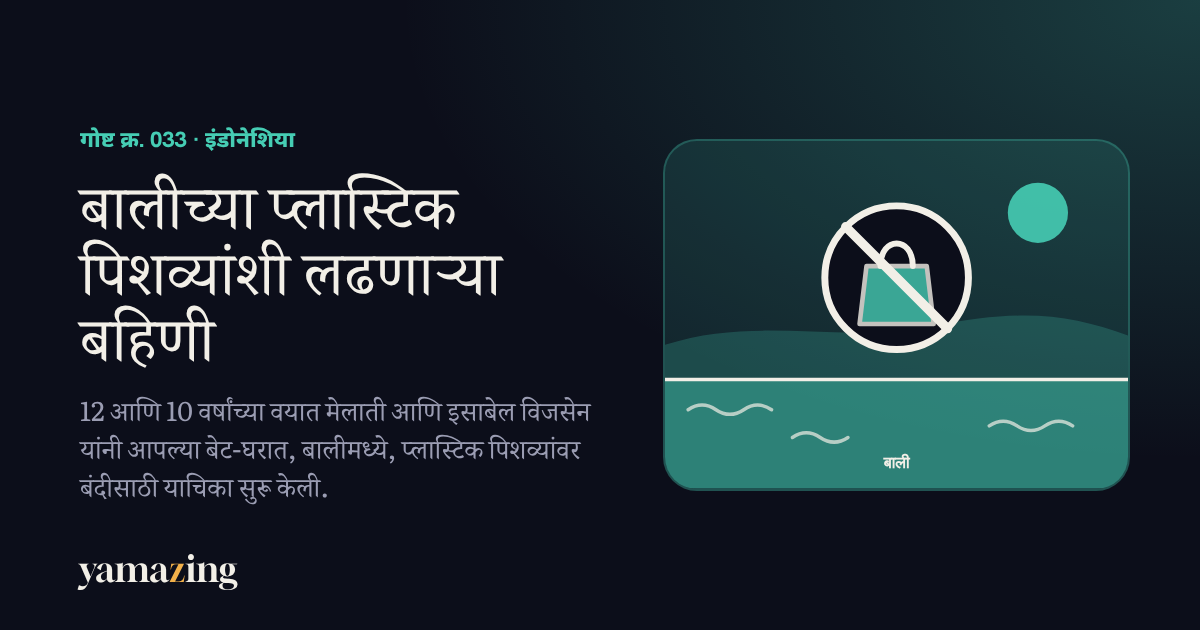 गोष्ट क्र. 033 · इंडोनेशिया
बालीच्या प्लास्टिक
पिशव्यांशी लढणाऱ्या
बहिणी
12 आणि 10 वर्षांच्या वयात मेलाती आणि इसाबेल विजसेन
यांनी आपल्या बेट-घरात, बालीमध्ये, प्लास्टिक पिशव्यांवर
बंदीसाठी याचिका सुरू केली.
बाली
yamazing